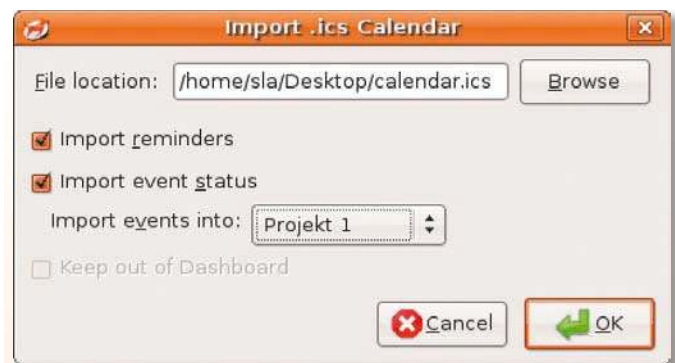 Import .ics Calendar
File location: /home/sla/Desktop/calendar.ics Browse
Import reminders
Import event status
Import events into: Projekt 1
Keep out of Dashboard
Cancel OK